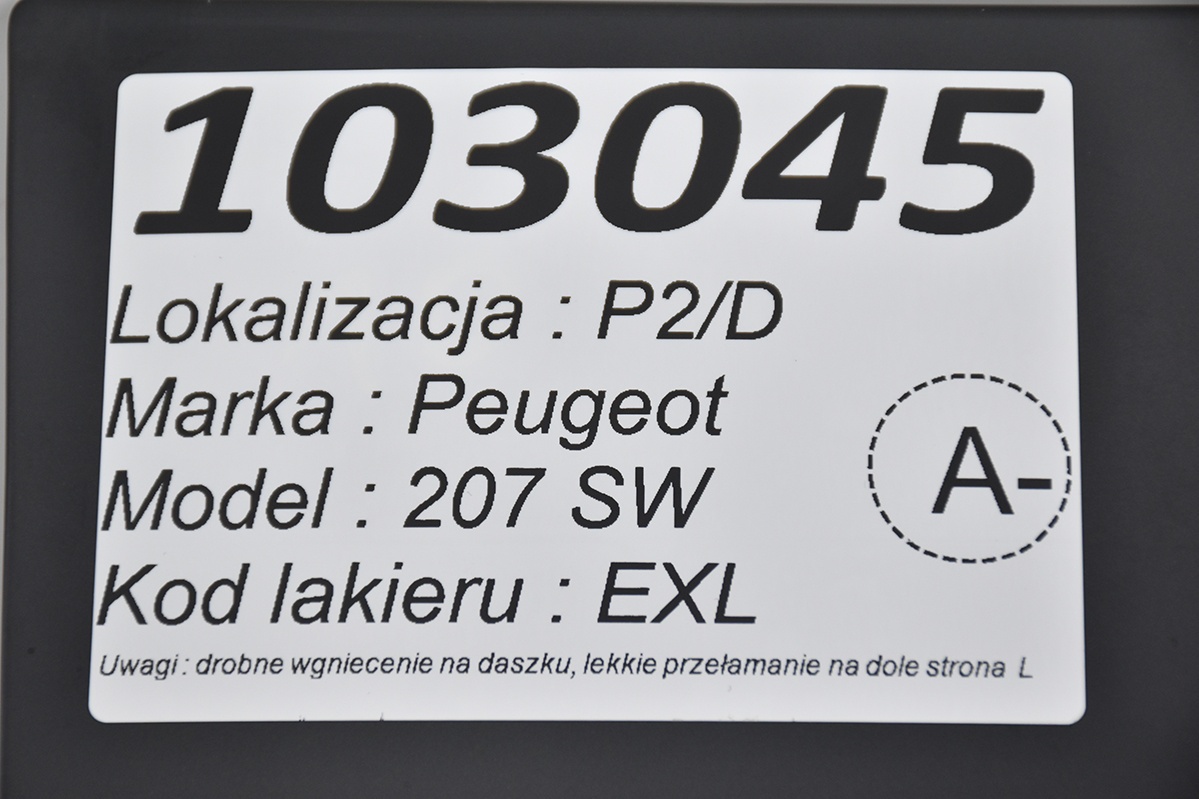 103045
Lokalizacja : P2/D
Marka : Peugeot
Model : 207 SW
A-
Kod lakieru : EXL
Uwagi : drobne wgniecenie na daszku, lekkie przełamanie na dole strona L